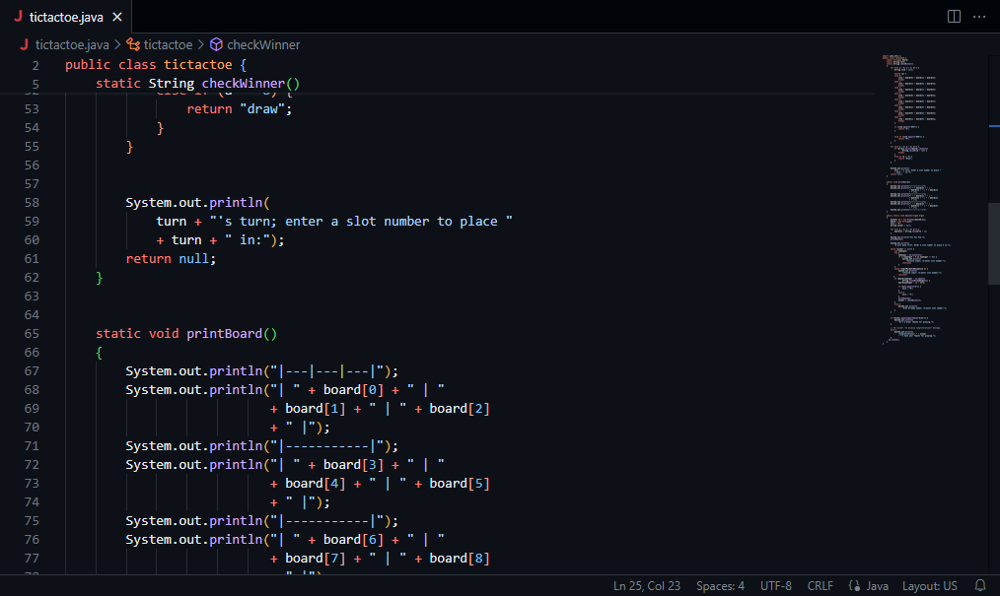 tictactoe.java
tictactoe.java > tictactoe > checkWinner
2 public class tictactoe {
5 static String checkWinner()
53 return "draw";
54 }
55 }
56
57
58 System.out.println(
59 turn + "'s turn; enter a slot number to place "
60 + turn + " in:");
61 return null;
62 }
63
64
65 static void printBoard()
66 {
67 System.out.println("|---|---|---|");
68 System.out.println("| " + board[0] + " | "
69 + board[1] + " | " + board[2]
70 + " |");
71 System.out.println("|-----------|");
72 System.out.println("| " + board[3] + " | "
73 + board[4] + " | " + board[5]
74 + " |");
75 System.out.println("|-----------|");
76 System.out.println("| " + board[6] + " | "
77 + board[7] + " | " + board[8]
Ln 25, Col 23 Spaces: 4 UTF-8 CRLF {} Java Layout: US